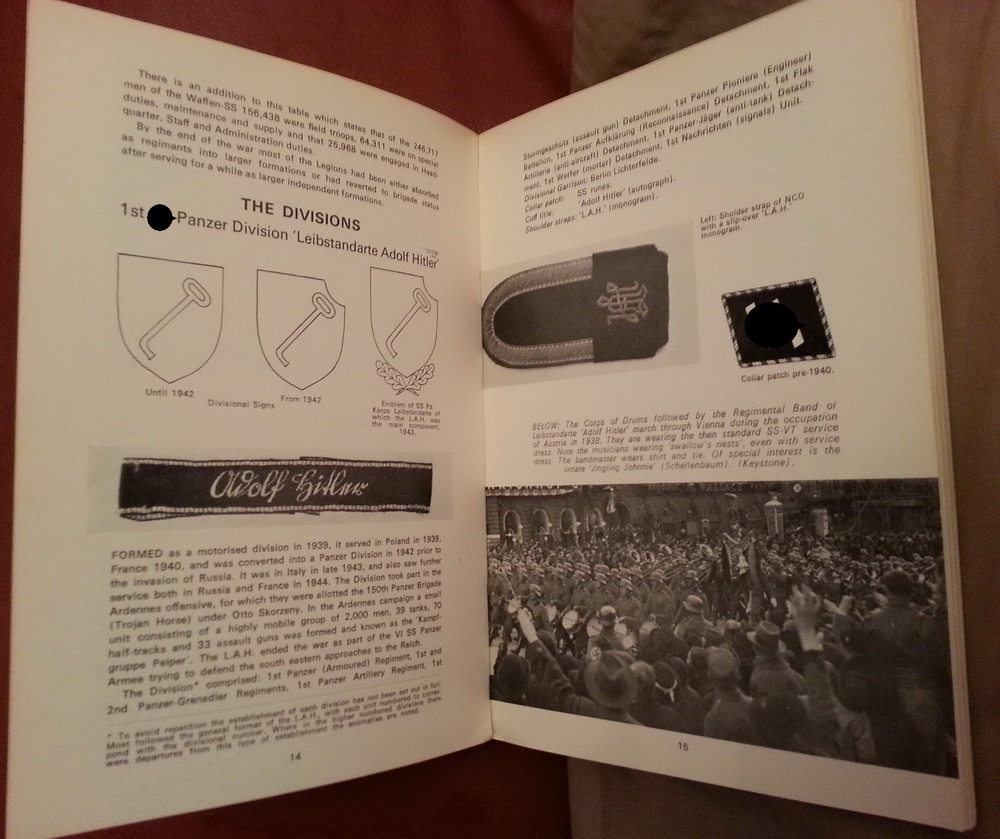 There is an addition to this table which states that of the 246,717
men of the Waffen-SS 156,438 were field troops, 64,311 were on special
duties, maintenance and supply and that 25,968 were engaged in Head-
quarter, Staff and Administration duties.
By the end of the war most of the Legions had been either absorbed
as regiments into larger formations or had reverted to brigade status
after serving for a while as larger independent formations.
THE DIVISIONS
1st Panzer Division 'Leibstandarte Adolf Hitler'
Until 1942
Divisional Signs
From 1942
Emblem of SS Pz
Korps Leibstandarte of
which the L.A.H. was
the main component.
1943.
Adolf Hitler
FORMED as a motorised division in 1939, it served in Poland in 1939,
France 1940, and was converted into a Panzer Division in 1942 prior to
the invasion of Russia. It was in Italy in late 1943, and also saw further
service both in Russia and France in 1944. The Division took part in the
Ardennes offensive, for which they were allotted the 150th Panzer Brigade
(Trojan Horse) under Otto Skorzeny. In the Ardennes campaign a small
unit consisting of a highly mobile group of 2,000 men, 39 tanks, 70
half-tracks and 33 assault guns was formed and known as the 'Kampf-
gruppe Peiper'. The L.A.H. ended the war as part of the VI SS Panzer
Armee trying to defend the south eastern approaches to the Reich.
The Division* comprised: 1st Panzer (Armoured) Regiment, 1st and
2nd Panzer-Grenadier Regiments, 1st Panzer Artillery Regiment, 1st
* To avoid repetition the establishment of each division has not been set out in full.
Most followed the general format of the L.A.H., with each unit numbered to corres-
pond with the divisional number. Where in the higher numbered divisions there
were departures from this type of establishment the anomalies are noted.
14
Sturmgeschütz (assault gun) Detachment, 1st Panzer Pioniere (Engineer)
Battalion, 1st Panzer Aufklärung (Reconnaissance) Detachment, 1st Flak
Artillerie (anti-aircraft) Detachment, 1st Panzer-Jäger (anti-tank) Detach-
ment, 1st Werfer (mortar) Detachment, 1st Nachrichten (signals) Unit.
Divisional Garrison: Berlin Lichterfelde.
Collar patch: SS runes.
Cuff title: 'Adolf Hitler' (autograph).
Shoulder straps: 'L.A.H.' (monogram).
Left: Sholder strap of NCO
with a slip-over 'L.A.H.'
monogram.
Collar patch pre-1940.
BELOW: The Corps of Drums followed by the Regimental Band of
Leibstandarte 'Adolf Hitler' march through Vienna during the occupation
of Austria in 1938. They are wearing the then standard SS-VT service
dress. Note the musicians wearing 'swallow's nests', even with service
dress. The bandmaster wears shirt and tie. Of special interest is the
ornate 'Jingling Johnnie' (Schellenbaum). (Keystone).
15